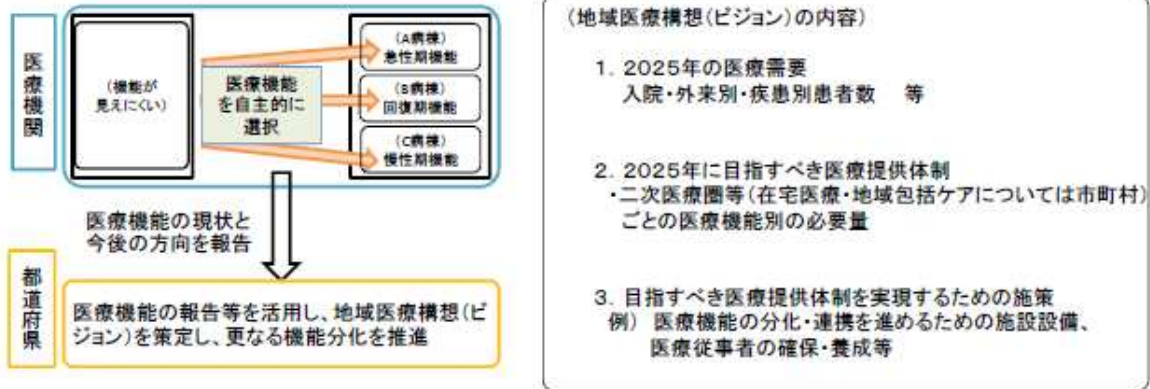 医療機関
(機能が
見えにくい)
医療機能
を自主的に
選択
(A病棟)
急性期機能
(B病棟)
回復期機能
(C病棟)
慢性期機能
医療機能の現状と
今後の方向を報告
都道府県
医療機能の報告等を活用し、地域医療構想(ビ
ジョン)を策定し、更なる機能分化を推進
(地域医療構想(ビジョン)の内容)
1. 2025年の医療需要
入院・外来別・疾患別患者数 等
2. 2025年に目指すべき医療提供体制
・二次医療圏等(在宅医療・地域包括ケアについては市町村)
ごとの医療機能別の必要量
3. 目指すべき医療提供体制を実現するための施策
例) 医療機能の分化・連携を進めるための施設設備、
医療従事者の確保・養成等